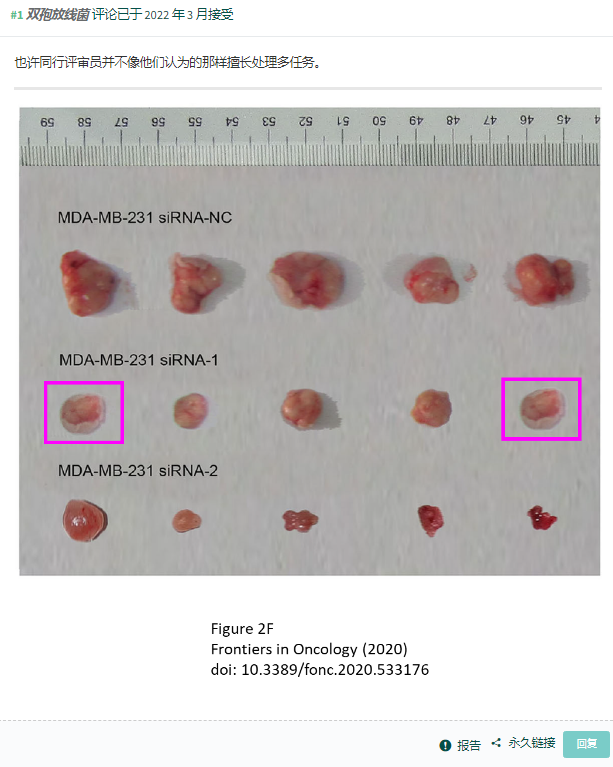 #1 双孢放线菌 评论已于 2022 年 3 月接受
也许同行评审员并不像他们认为的那样擅长处理多任务。
59 58 57 56 55 54 53 52 51 50 49 48 47 46 45 4
MDA-MB-231 siRNA-NC
MDA-MB-231 siRNA-1
MDA-MB-231 siRNA-2
Figure 2F
Frontiers in Oncology (2020)
doi: 10.3389/fonc.2020.533176
报告 永久链接 回复